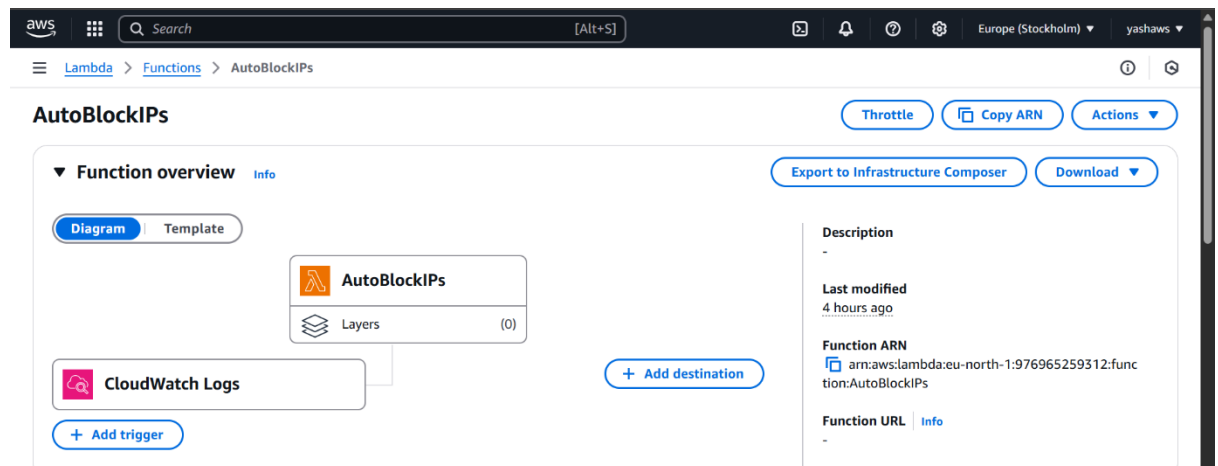 aws
Search [Alt+S]
Europe (Stockholm) ▼
yashaws ▼
Lambda > Functions > AutoBlockIPs
AutoBlockIPs
Throttle
Copy ARN
Actions ▼
▼ Function overview Info
Export to Infrastructure Composer
Download ▼
Diagram
Template
AutoBlockIPs
Layers (0)
CloudWatch Logs
+ Add trigger
+ Add destination
Description
-
Last modified
4 hours ago
Function ARN
arn:aws:lambda:eu-north-1:976965259312:func
tion:AutoBlockIPs
Function URL Info
-